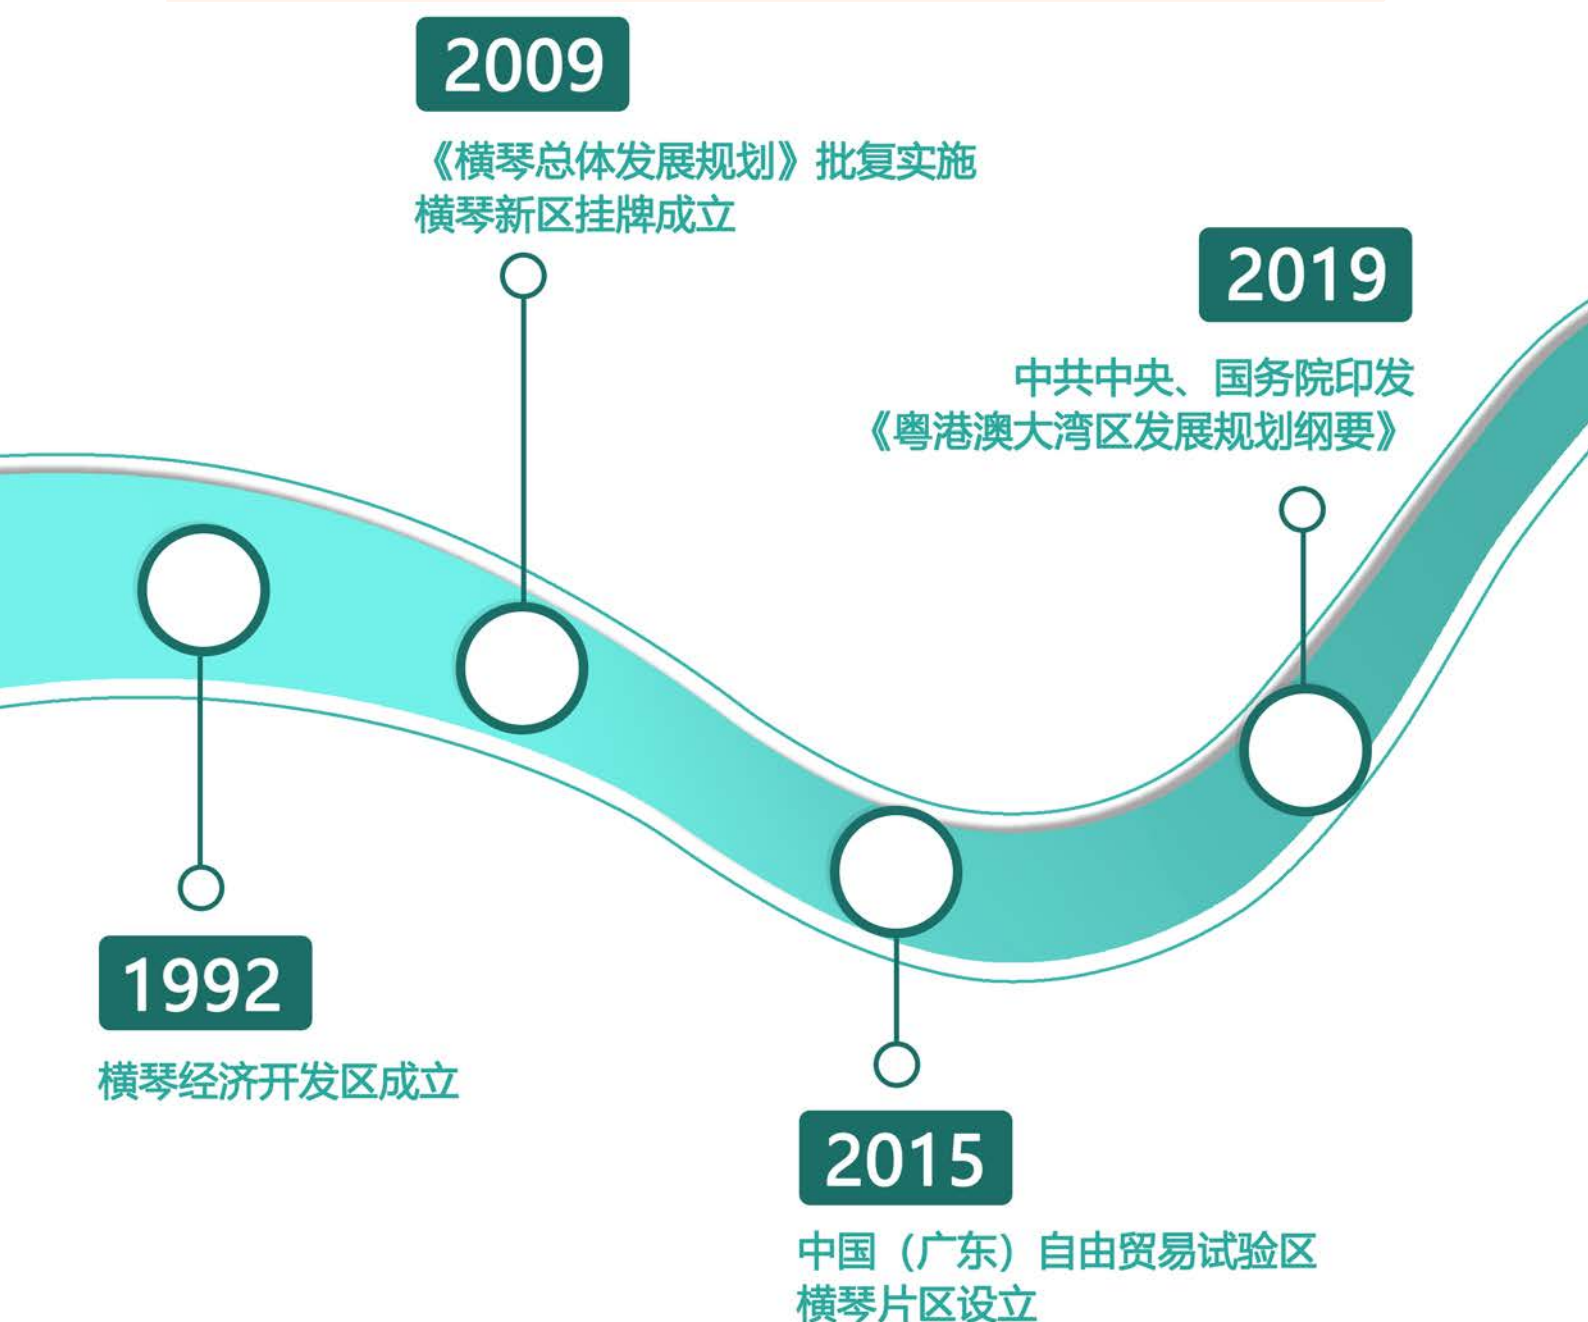 2009
《横琴总体发展规划》批复实施
横琴新区挂牌成立
2019
中共中央、国务院印发
《粤港澳大湾区发展规划纲要》
1992
横琴经济开发区成立
2015
中国（广东）自由贸易试验区
横琴片区设立